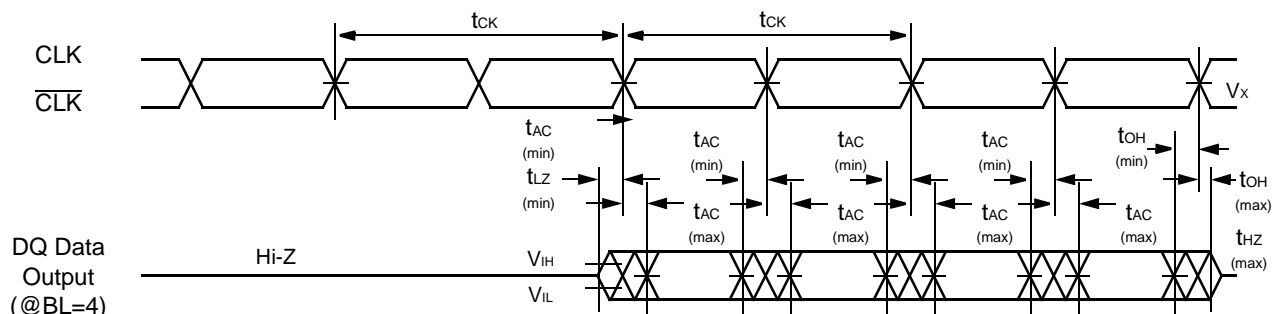 tCK tCK
CLK
CLK
VX
tAC
(min)
tLZ
(min)
tAC
(min)
tAC
(min)
tAC
(min)
tOH
(min)
tOH
(max)
tAC
(max)
tAC
(max)
tAC
(max)
tAC
(max)
tHZ
(max)
DQ Data
Output
(@BL=4)
Hi-Z
VIH
VIL